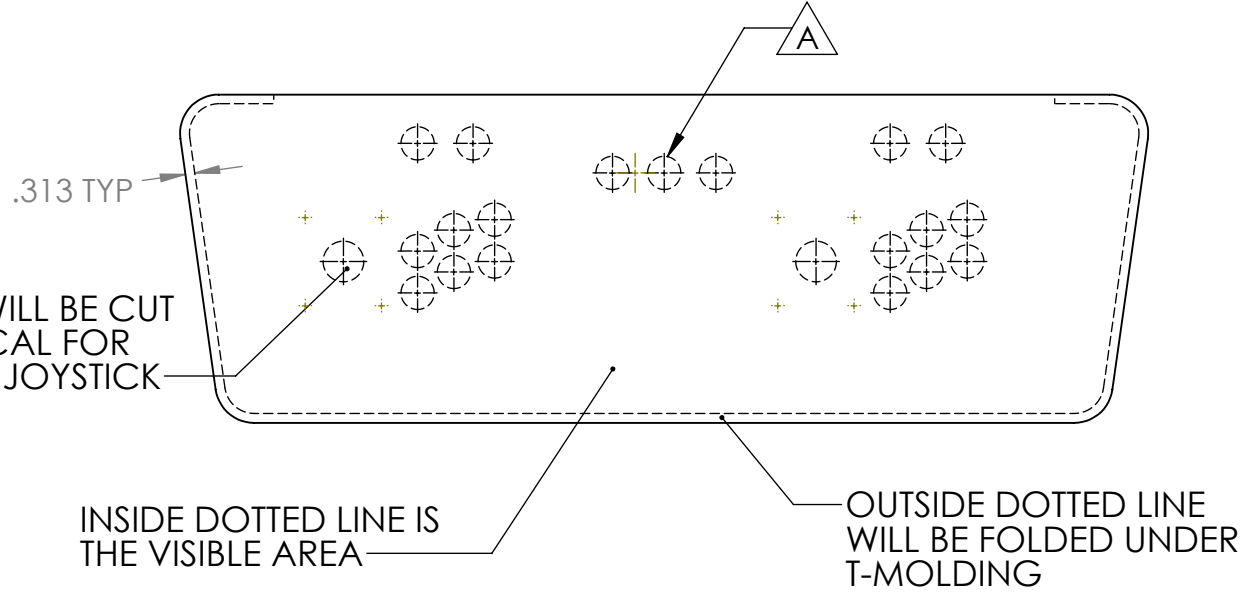 A
.313 TYP
WILL BE CUT
CAL FOR
JOYSTICK
INSIDE DOTTED LINE IS
THE VISIBLE AREA
OUTSIDE DOTTED LINE
WILL BE FOLDED UNDER
T-MOLDING